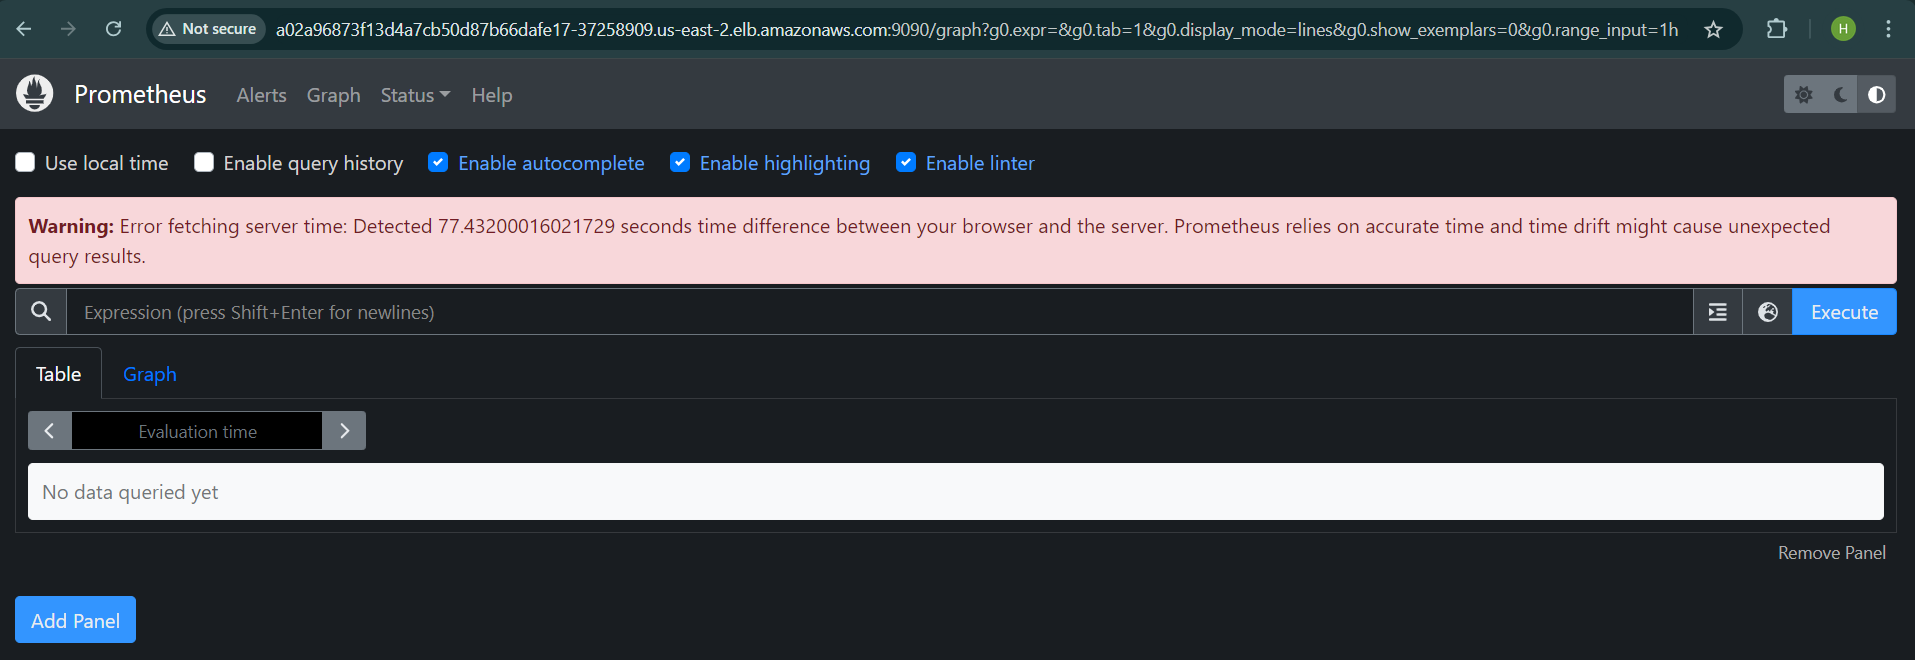 Not secure a02a96873f13d4a7cb50d87b66dafe17-37258909.us-east-2.elb.amazonaws.com:9090/graph?g0.expr=&g0.tab=1&g0.display_mode=lines&g0.show_exemplars=0&g0.range_input=1h H
Prometheus Alerts Graph Status Help
Use local time Enable query history Enable autocomplete Enable highlighting Enable linter
Warning: Error fetching server time: Detected 77.43200016021729 seconds time difference between your browser and the server. Prometheus relies on accurate time and time drift might cause unexpected
query results.
Expression (press Shift+Enter for newlines) Execute
Table Graph
Evaluation time
No data queried yet
Remove Panel
Add Panel